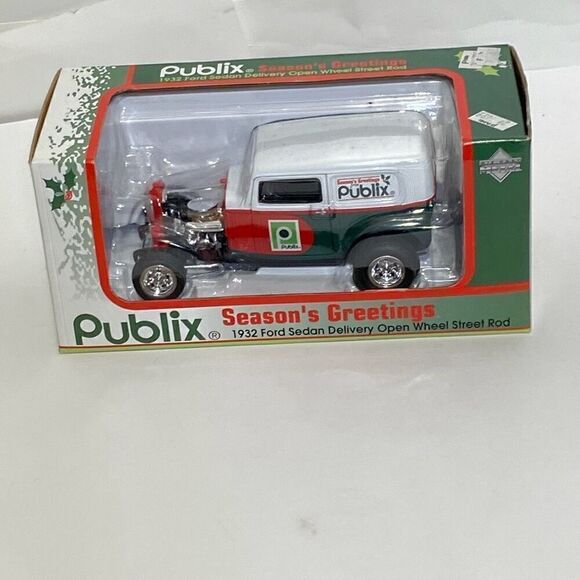 Publix® Season's Greetings
1932 Ford Sedan Delivery Open Wheel Street Rod
Season's Greetings
Publix®
Publix
Publix® Season's Greetings
1932 Ford Sedan Delivery Open Wheel Street Rod